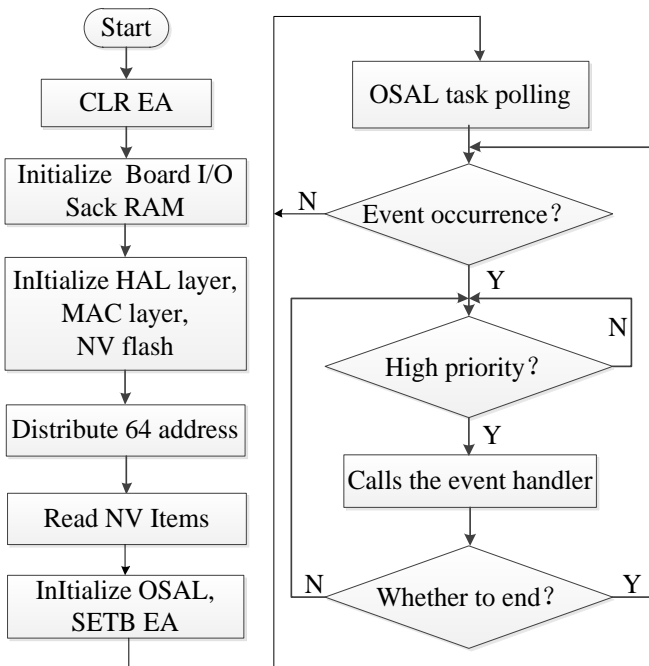 Start
CLR EA
Initialize Board I/O
Sack RAM
InItialize HAL layer,
MAC layer,
NV flash
Distribute 64 address
Read NV Items
InItialize OSAL,
SETB EA
OSAL task polling
Event occurrence？
N
Y
High priority？
N
Y
Calls the event handler
Whether to end？
N
Y